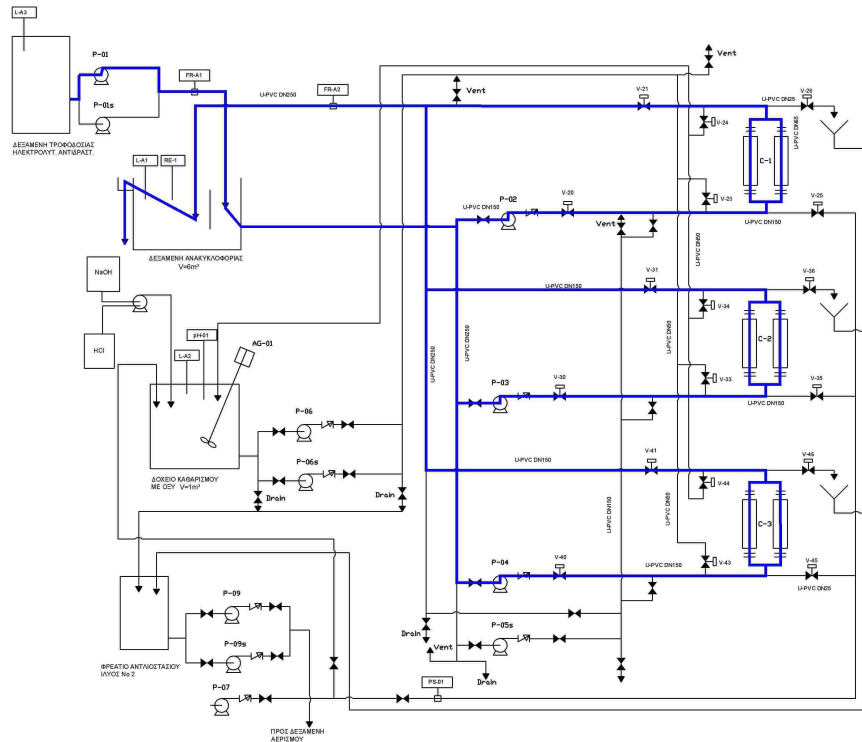 L-A3
P-01
P-01s
FR-A1
FR-A2
U-PVC DN250
ΔΕΞΑΜΕΝΗ ΤΡΟΦΟΔΟΣΙΑΣ
ΗΛΕΚΤΡΟΛΥΤ. ΑΝΤΙΔΡΑΣΤ.
L-A1
RE-1
ΔΕΞΑΜΕΝΗ ΑΝΑΚΥΚΛΟΦΟΡΙΑΣ
V=6m³
Vent
Vent
V-21
U-PVC DN25
V-26
V-24
U-PVC DN65
C-1
V-23
P-02
U-PVC DN150
V-20
Vent
V-25
U-PVC DN150
U-PVC DN50
NaOH
HCl
pH-01
L-A2
AG-01
ΔΟΧΕΙΟ ΚΑΘΑΡΙΣΜΟΥ
ΜΕ ΟΞΥ V=1m³
P-06
P-06s
Drain
Drain
V-31
U-PVC DN150
V-36
V-34
C-2
U-PVC DN50
V-33
U-PVC DN250
U-PVC DN250
P-03
V-30
V-35
U-PVC DN150
V-41
U-PVC DN150
V-46
V-44
C-3
U-PVC DN50
U-PVC DN150
P-04
V-40
U-PVC DN150
V-43
V-45
U-PVC DN25
P-09
P-09s
ΦΡΕΑΤΙΟ ΑΝΤΛΙΟΣΤΑΣΙΟΥ
ΙΛΥΟΣ Νο 2
P-05s
Drain
Vent
Drain
P-07
PS-01
ΠΡΟΣ ΔΕΞΑΜΕΝΗ
ΑΕΡΙΣΜΟΥ